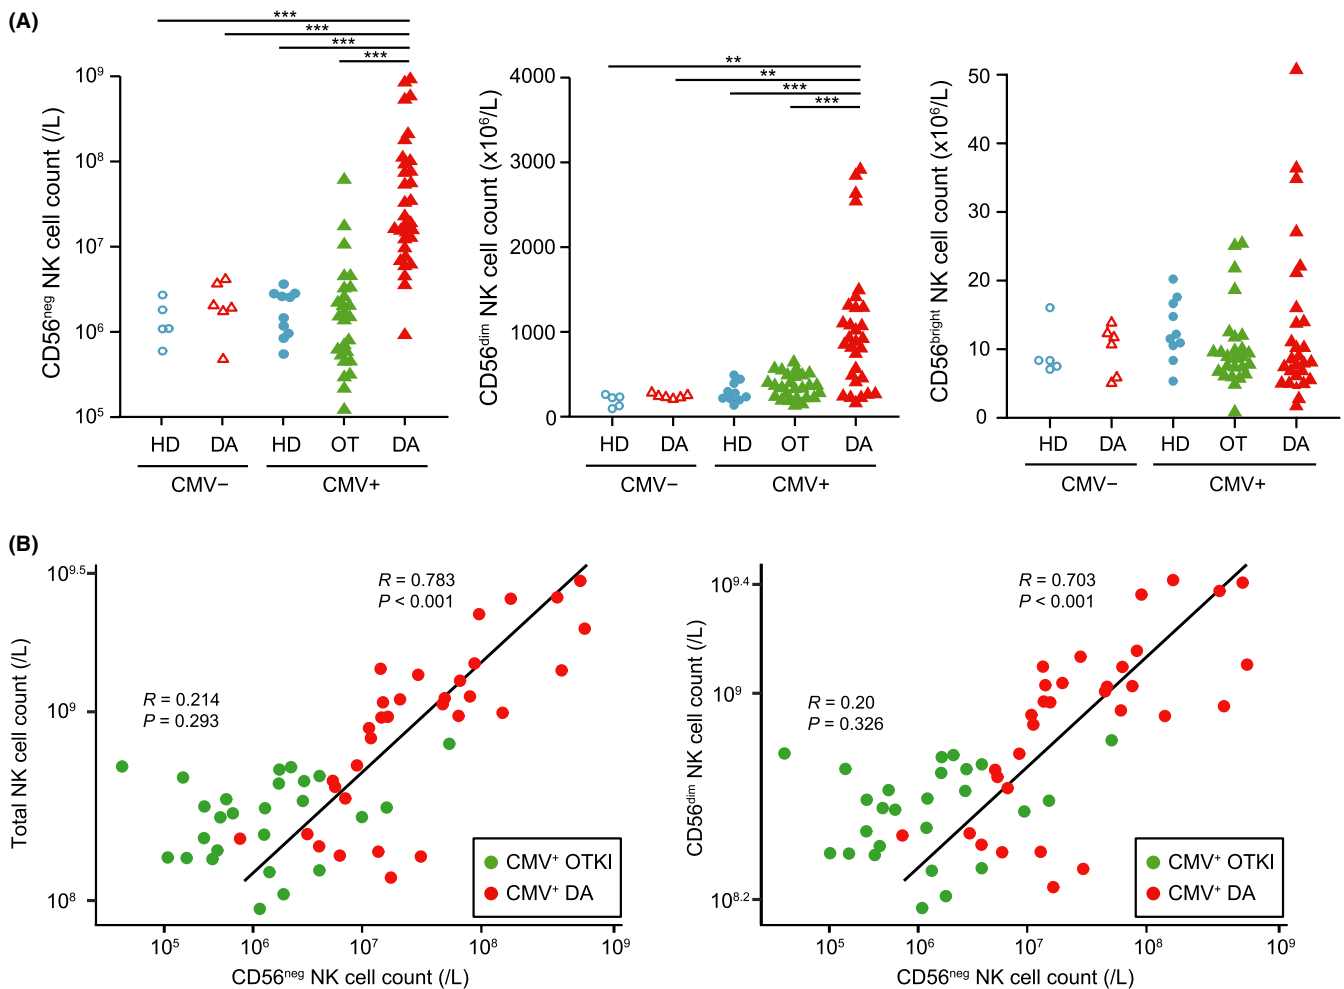 (A)
***
***
***
***
CD56neg NK cell count (/L)
10⁹
10⁸
10⁷
10⁶
10⁵
HD DA HD OT DA
CMV− CMV+
**
**
***
***
CD56dim NK cell count (x10⁶/L)
4000
3000
2000
1000
0
HD DA HD OT DA
CMV− CMV+
CD56bright NK cell count (x10⁶/L)
50
40
30
20
10
0
HD DA HD OT DA
CMV− CMV+
(B)
Total NK cell count (/L)
10⁹·⁵
10⁹
10⁸
R = 0.783
P < 0.001
R = 0.214
P = 0.293
CMV⁺ OTKI
CMV⁺ DA
10⁵ 10⁶ 10⁷ 10⁸ 10⁹
CD56neg NK cell count (/L)
CD56dim NK cell count (/L)
10⁹·⁴
10⁹
10⁸·²
R = 0.703
P < 0.001
R = 0.20
P = 0.326
CMV⁺ OTKI
CMV⁺ DA
10⁵ 10⁶ 10⁷ 10⁸ 10⁹
CD56neg NK cell count (/L)